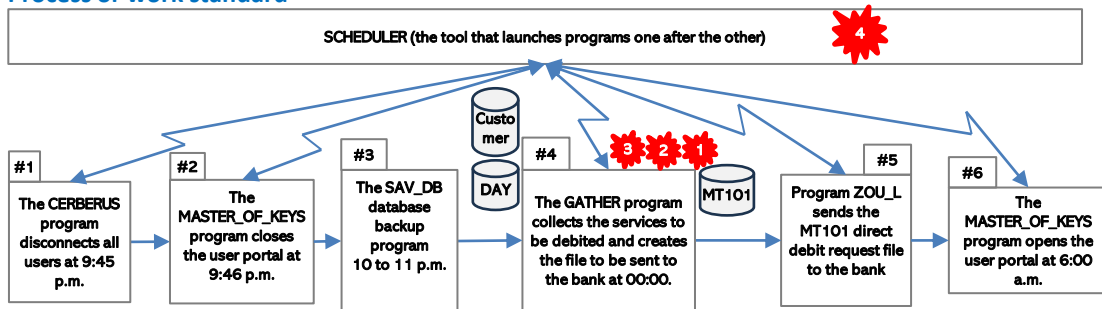 Process or work standard
SCHEDULER (the tool that launches programs one after the other)
4
Custo
mer
DAY
3
2
1
MT101
#1
The CERBERUS
program
disconnects all
users at 9:45
p.m.
#2
The
MASTER_OF_KEYS
program closes
the user portal at
9:46 p.m.
#3
The SAV_DB
database
backup
program
10 to 11 p.m.
#4
The GATHER program
collects the services to
be debited and creates
the file to be sent to
the bank at 00:00.
#5
Program ZOU_L
sends the
MT101 direct
debit request file
to the bank
#6
The
MASTER_OF_KEYS
program opens the
user portal at 6:00
a.m.